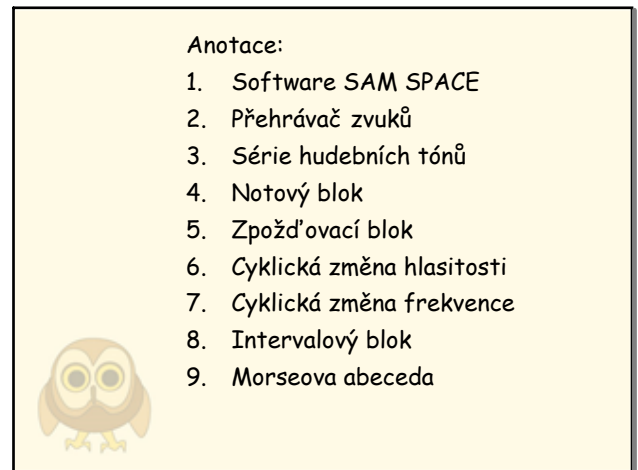 Anotace:
1. Software SAM SPACE
2. Přehrávač zvuků
3. Série hudebních tónů
4. Notový blok
5. Zpožďovací blok
6. Cyklická změna hlasitosti
7. Cyklická změna frekvence
8. Intervalový blok
9. Morseova abeceda